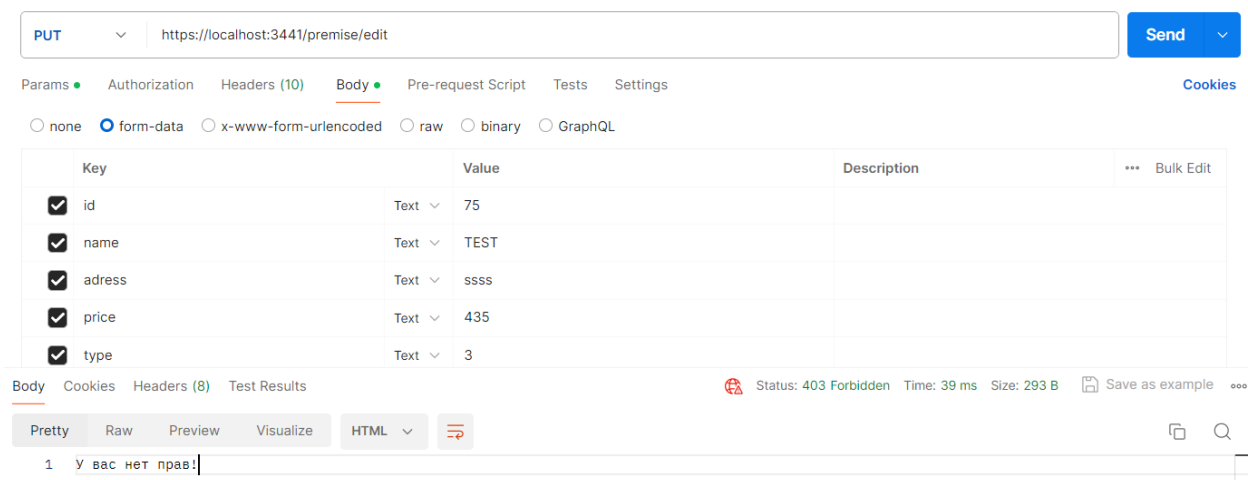 PUT https://localhost:3441/premise/edit Send
Params Authorization Headers (10) Body Pre-request Script Tests Settings Cookies
none form-data x-www-form-urlencoded raw binary GraphQL
Key Value Description ••• Bulk Edit
id Text 75
name Text TEST
adress Text ssss
price Text 435
type Text 3
Body Cookies Headers (8) Test Results Status: 403 Forbidden Time: 39 ms Size: 293 B Save as example
Pretty Raw Preview Visualize HTML
1 У вас нет прав!